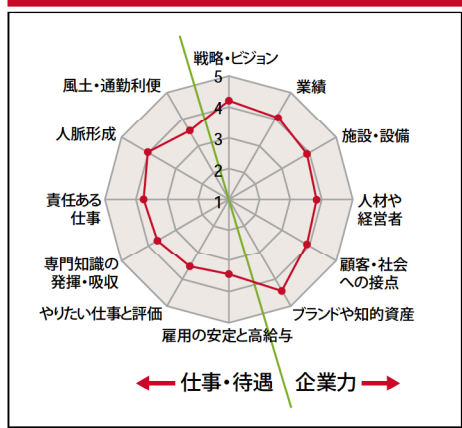 戦略・ビジョン
風土・通勤利便
業績
人脈形成
施設・設備
責任ある
仕事
人材や
経営者
専門知識の
発揮・吸収
顧客・社会
への接点
やりたい仕事と評価
ブランドや知的資産
雇用の安定と高給与
5
4
3
2
1
仕事・待遇
企業力